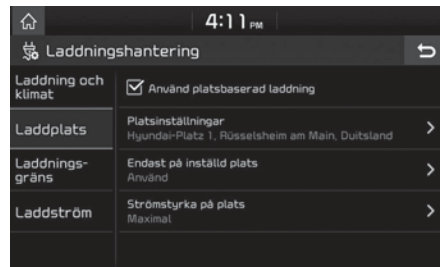 4:11 PM
Laddningshantering
Laddning och
klimat
Använd platsbaserad laddning
Laddplats
Platsinställningar
Hyundai-Platz 1, Rüsselsheim am Main, Duitsland
Laddnings-
gräns
Endast på inställd plats
Använd
Laddström
Strömstyrka på plats
Maximal